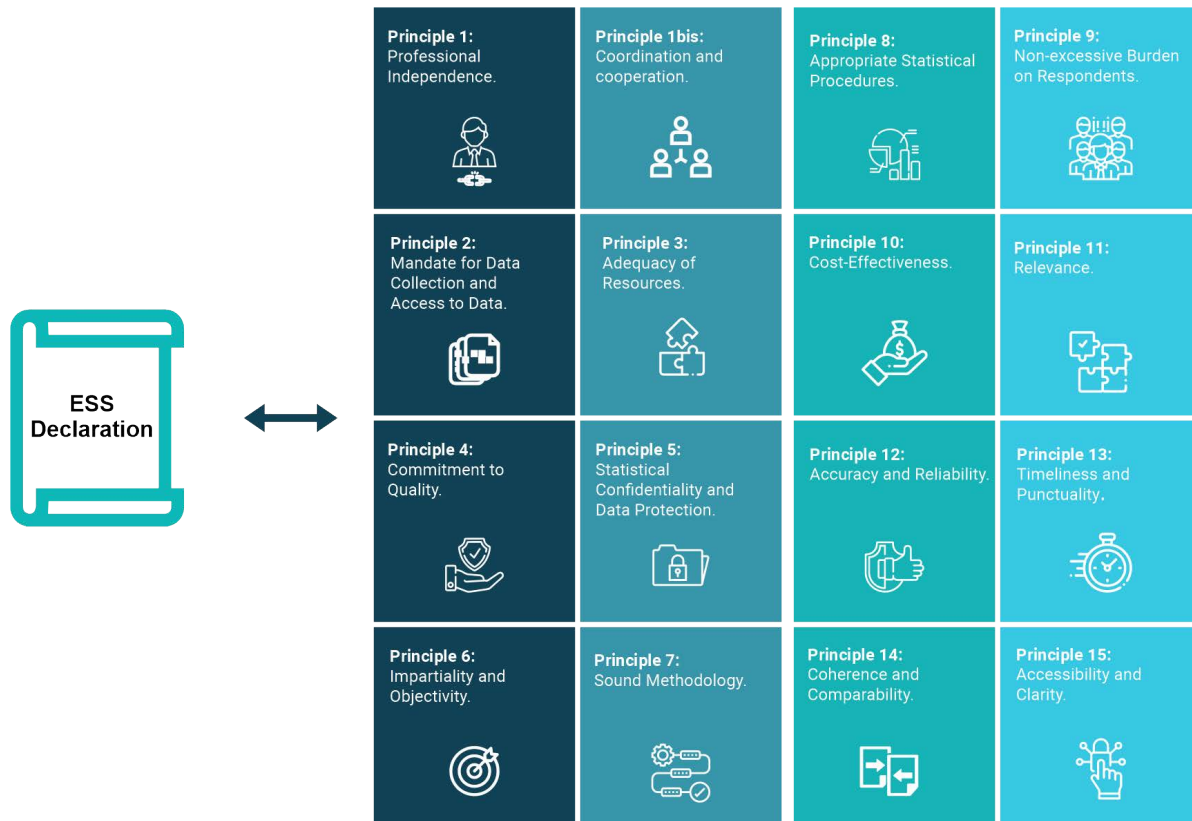 ESS
Declaration
Principle 1:
Professional
Independence.
Principle 1bis:
Coordination and
cooperation.
Principle 8:
Appropriate Statistical
Procedures.
Principle 9:
Non-excessive Burden
on Respondents.
Principle 2:
Mandate for Data
Collection and
Access to Data.
Principle 3:
Adequacy of
Resources.
Principle 10:
Cost-Effectiveness.
Principle 11:
Relevance.
Principle 4:
Commitment to
Quality.
Principle 5:
Statistical
Confidentiality and
Data Protection.
Principle 12:
Accuracy and Reliability.
Principle 13:
Timeliness and
Punctuality.
Principle 6:
Impartiality and
Objectivity.
Principle 7:
Sound Methodology.
Principle 14:
Coherence and
Comparability.
Principle 15:
Accessibility and
Clarity.